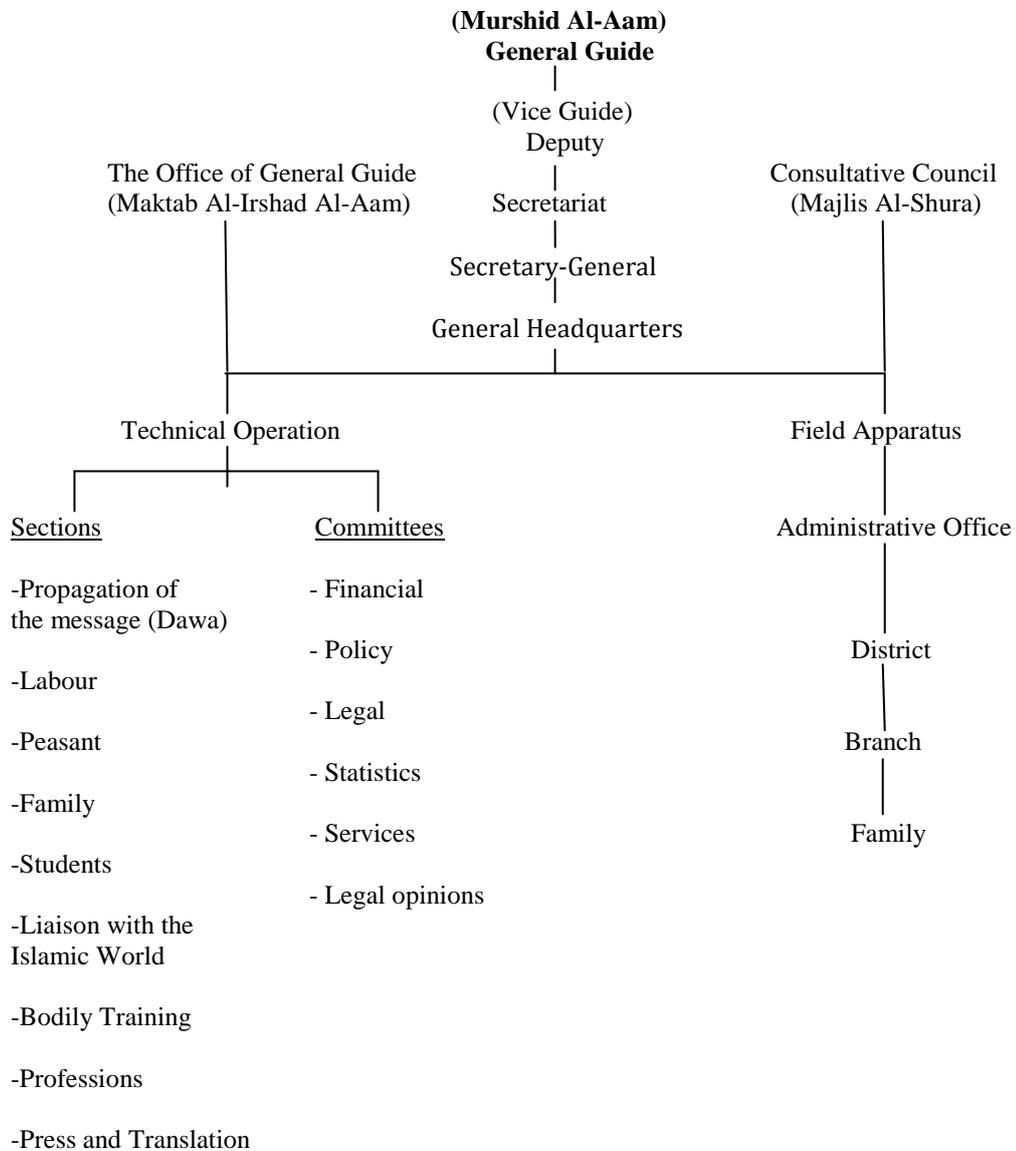 (Murshid Al-Aam)
General Guide
(Vice Guide)
Deputy
The Office of General Guide
(Maktab Al-Irshad Al-Aam)
Secretariat
Consultative Council
(Majlis Al-Shura)
Secretary-General
General Headquarters
Technical Operation
Field Apparatus
Sections
-Propagation of
the message (Dawa)
-Labour
-Peasant
-Family
-Students
-Liaison with the
Islamic World
-Bodily Training
-Professions
-Press and Translation
Committees
- Financial
- Policy
- Legal
- Statistics
- Services
- Legal opinions
Administrative Office
District
Branch
Family